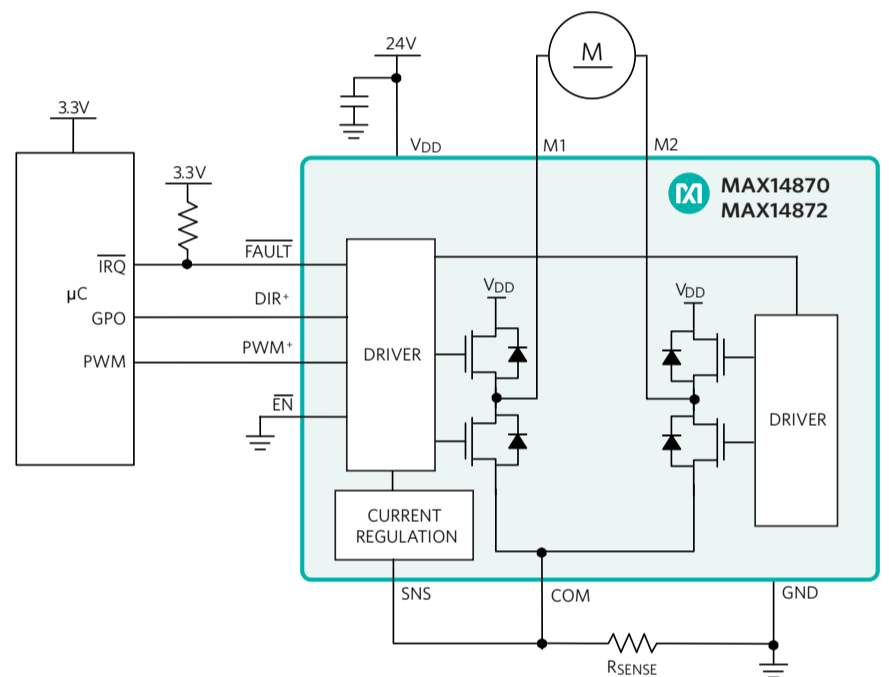 24V
M
3.3V
VDD
M1
M2
3.3V
MAX14870
MAX14872
FAULT
IRQ
µC
DIR+
VDD
VDD
GPO
PWM+
PWM
DRIVER
EN
DRIVER
CURRENT
REGULATION
SNS
COM
GND
RSENSE